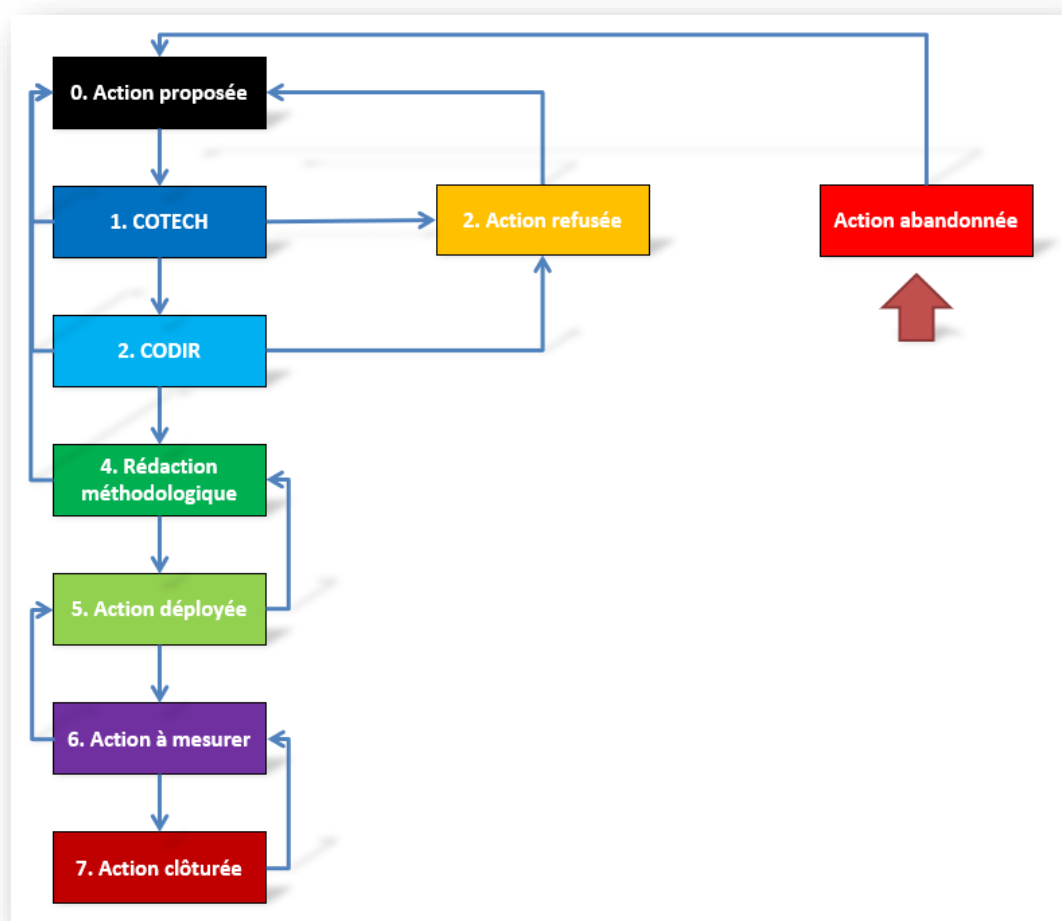 0. Action proposée
1. COTECH
2. Action refusée
Action abandonnée
2. CODIR
4. Rédaction
méthodologique
5. Action déployée
6. Action à mesurer
7. Action clôturée